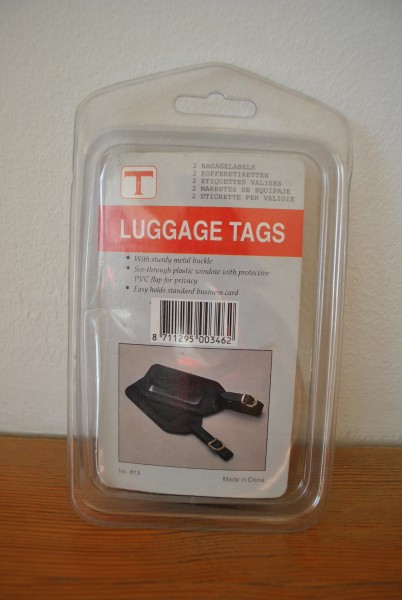 T
2 BAGAGELABELS
2 KOFFERETIKETTEN
2 ETIQUETTES VALISES
2 MARBETES DE EQUIPAJE
2 ETICHETTE PER VALIGIE
LUGGAGE TAGS
• With sturdy metal buckle
• See-through plastic window with protective
PVC flap for privacy
• Easy holds standard business card
8 711295 003462
No. 813
Made in China